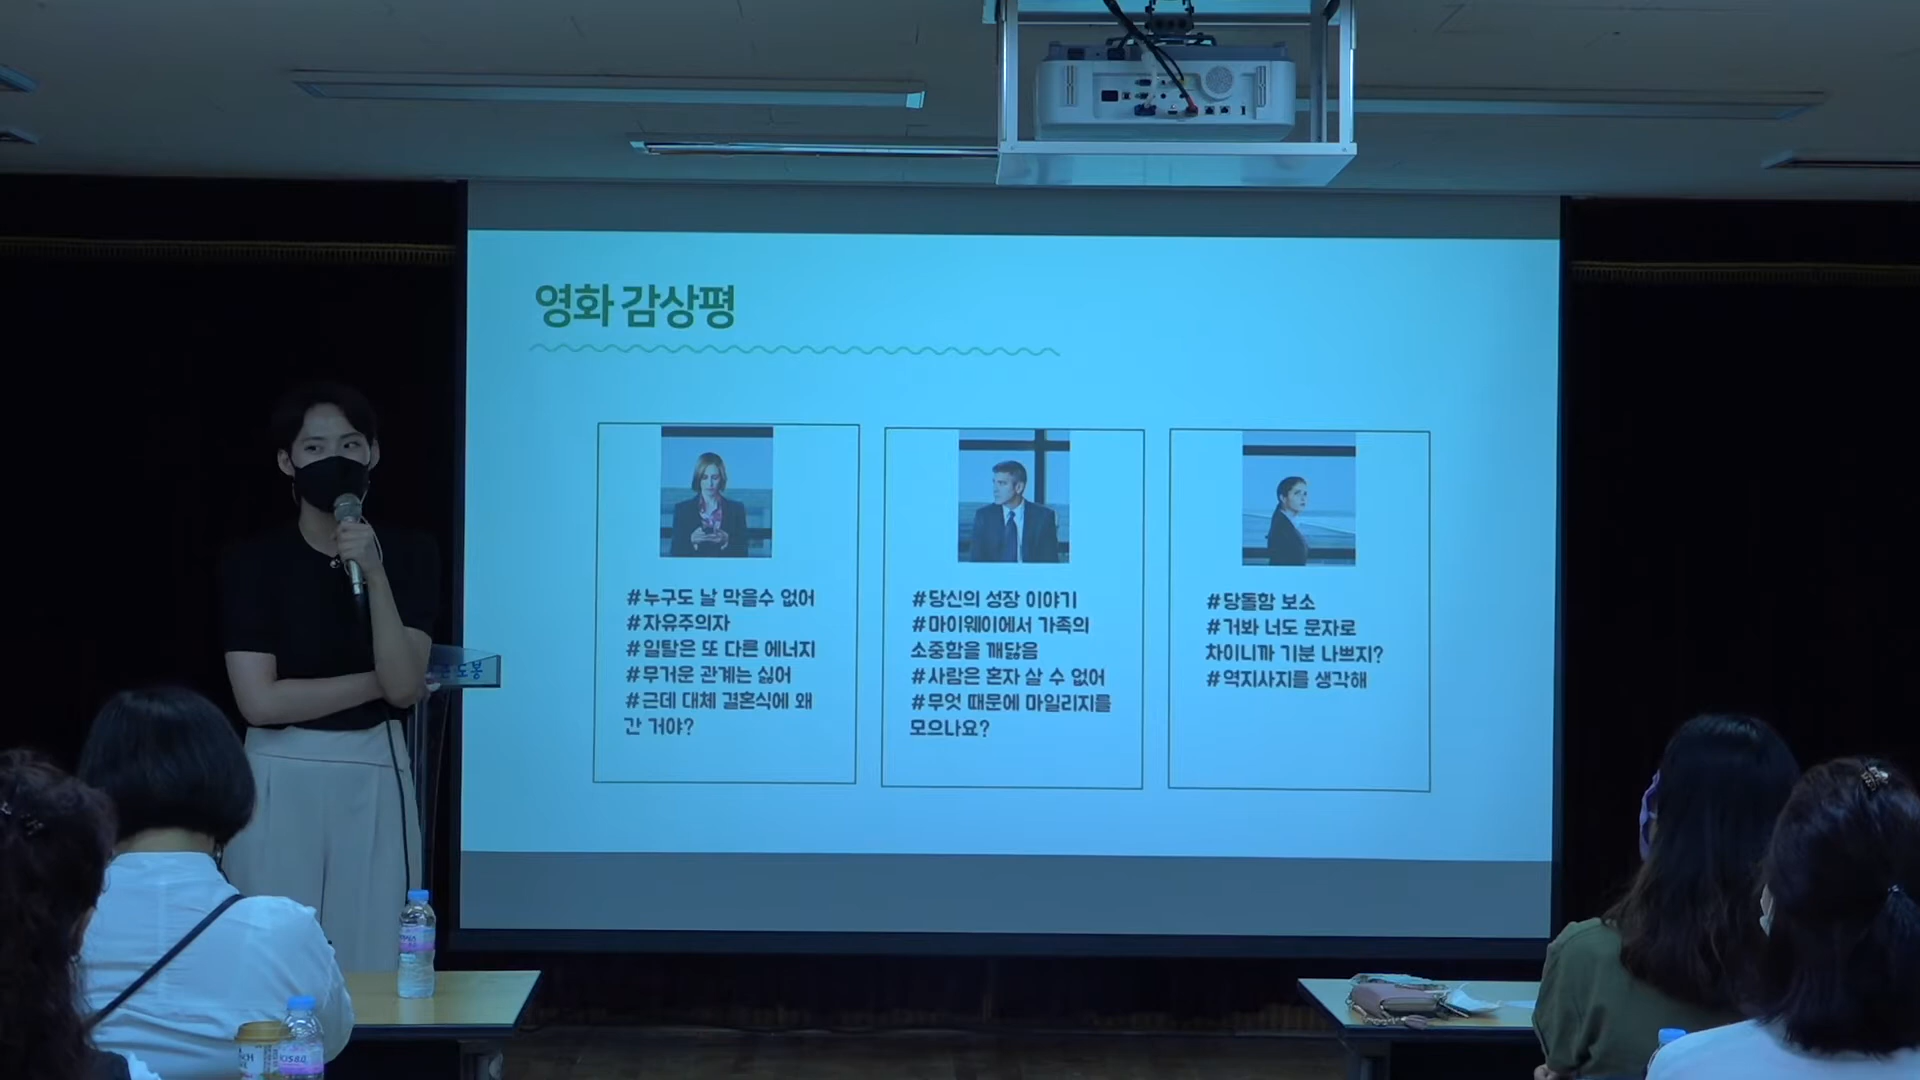 영화 감상평
#누구도 날 막을수 없어
#자유주의자
#일탈은 또 다른 에너지
#무거운 관계는 싫어
#근데 대체 결혼식에 왜
간 거야?
#당신의 성장 이야기
#마이웨이에서 가족의
소중함을 깨닳음
#사람은 혼자 살 수 없어
#무엇 때문에 마일리지를
모으나요?
#당돌함 보소
#거봐 너도 문자로
차이니까 기분 나쁘지?
#역지사지를 생각해
도봉